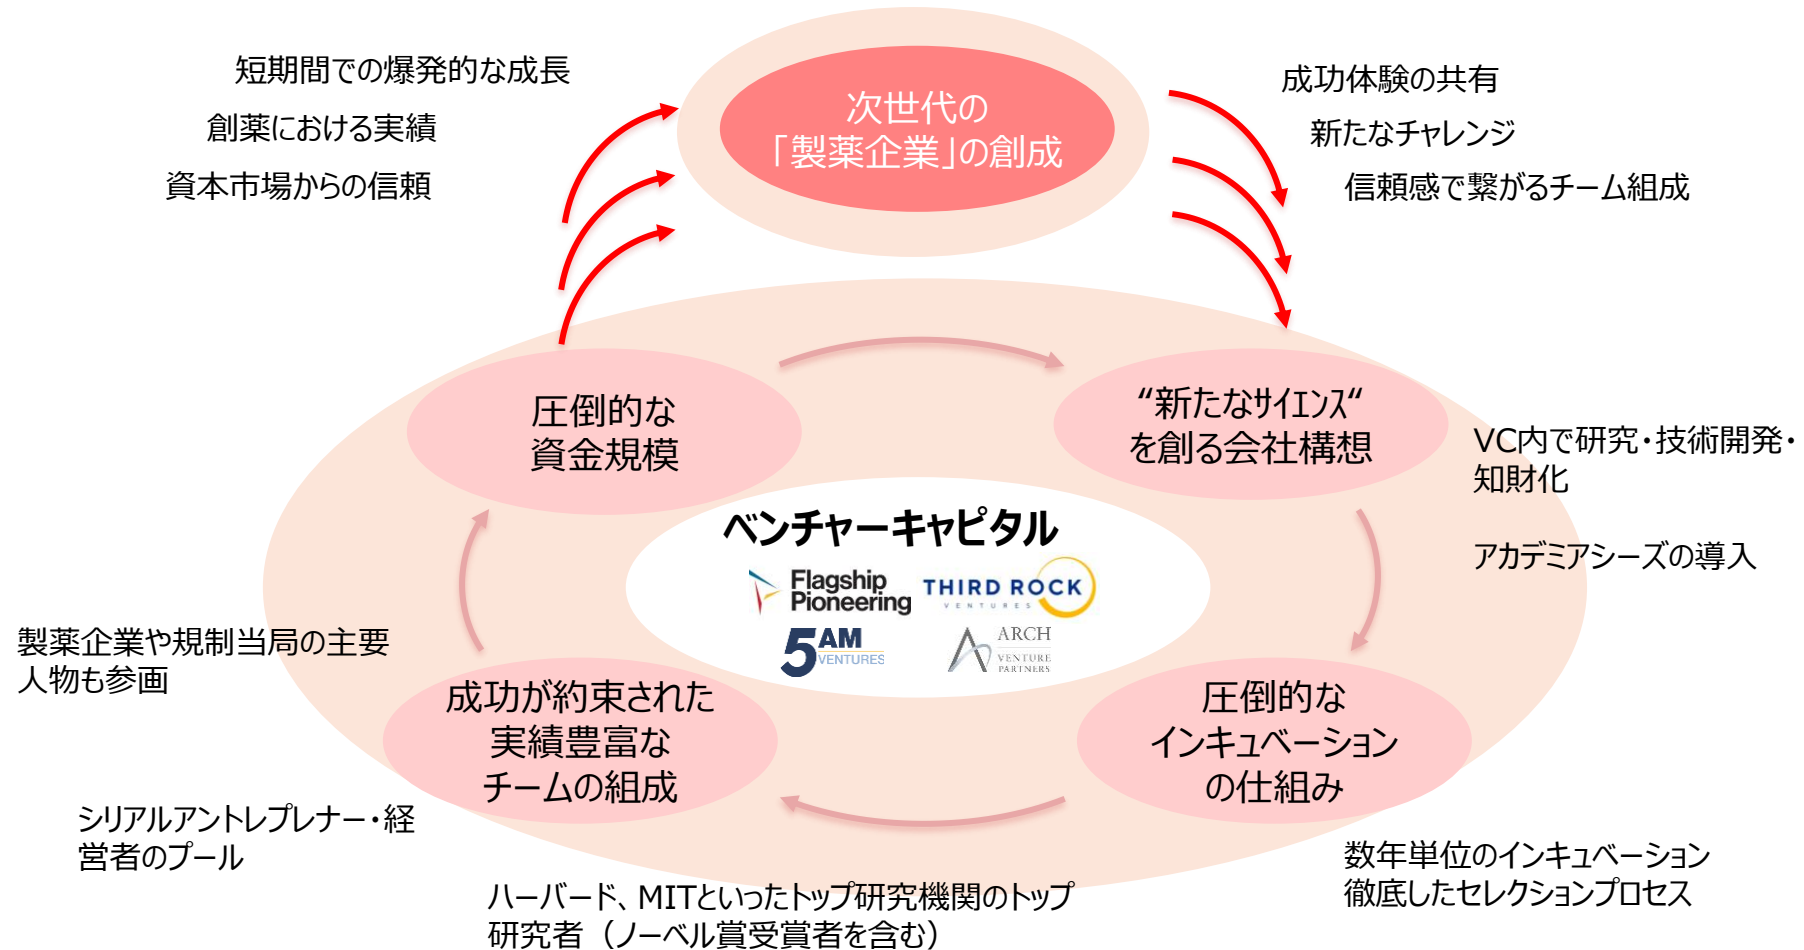 短期間での爆発的な成長
創薬における実績
資本市場からの信頼
次世代の
「製薬企業」の創成
成功体験の共有
新たなチャレンジ
信頼感で繋がるチーム組成
圧倒的な
資金規模
“新たなｻｲｴﾝｽ“
を創る会社構想
VC内で研究・技術開発・
知財化
アカデミアシーズの導入
ベンチャーキャピタル
Flagship
Pioneering
THIRD ROCK
VENTURES
5AM
VENTURES
ARCH
VENTURE
PARTNERS
製薬企業や規制当局の主要
人物も参画
成功が約束された
実績豊富な
チームの組成
圧倒的な
インキュベーション
の仕組み
シリアルアントレプレナー・経
営者のプール
数年単位のインキュベーション
徹底したセレクションプロセス
ハーバード、MITといったトップ研究機関のトップ
研究者（ノーベル賞受賞者を含む）